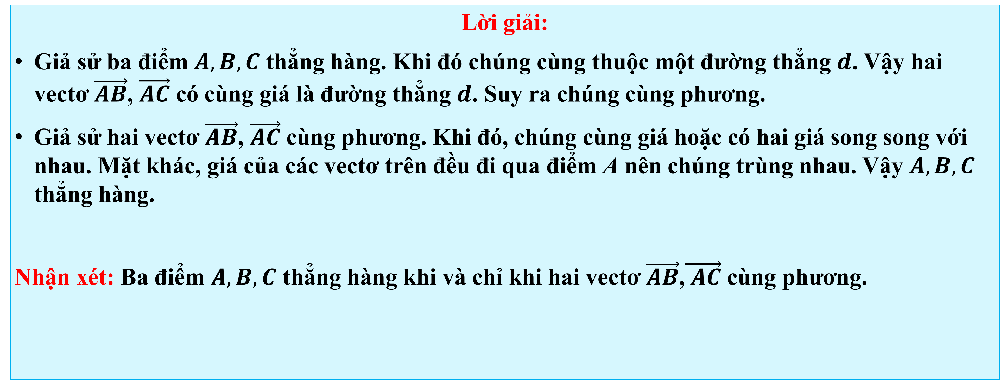 Lời giải:
• Giả sử ba điểm A, B, C thẳng hàng. Khi đó chúng cùng thuộc một đường thẳng d. Vậy hai
vectơ $\overrightarrow{AB}$, $\overrightarrow{AC}$ có cùng giá là đường thẳng d. Suy ra chúng cùng phương.
• Giả sử hai vectơ $\overrightarrow{AB}$, $\overrightarrow{AC}$ cùng phương. Khi đó, chúng cùng giá hoặc có hai giá song song với
nhau. Mặt khác, giá của các vectơ trên đều đi qua điểm A nên chúng trùng nhau. Vậy A, B, C
thẳng hàng.
Nhận xét: Ba điểm A, B, C thẳng hàng khi và chỉ khi hai vectơ $\overrightarrow{AB}$, $\overrightarrow{AC}$ cùng phương.